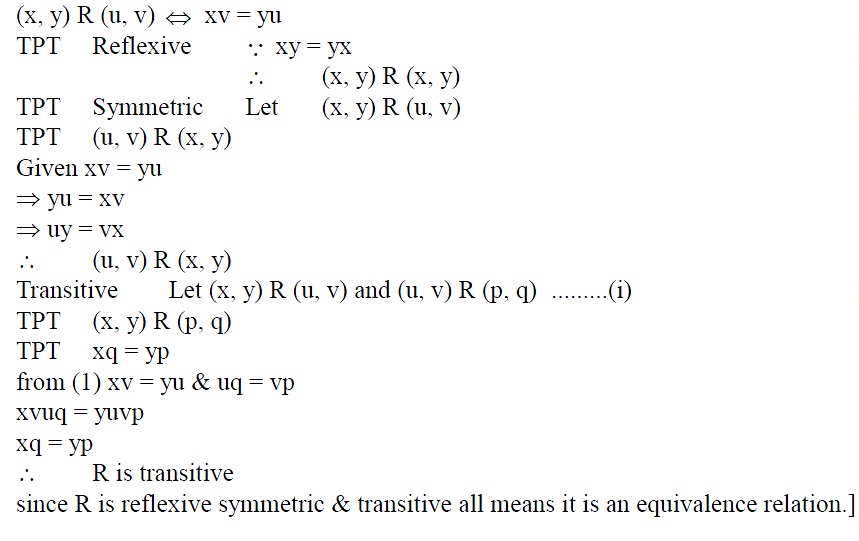 (x, y) R (u, v) ⇔ xv = yu
TPT Reflexive ∵ xy = yx
∴ (x, y) R (x, y)
TPT Symmetric Let (x, y) R (u, v)
TPT (u, v) R (x, y)
Given xv = yu
⇒ yu = xv
⇒ uy = vx
∴ (u, v) R (x, y)
Transitive Let (x, y) R (u, v) and (u, v) R (p, q) .........(i)
TPT (x, y) R (p, q)
TPT xq = yp
from (1) xv = yu & uq = vp
xvuq = yuvp
xq = yp
∴ R is transitive
since R is reflexive symmetric & transitive all means it is an equivalence relation.]